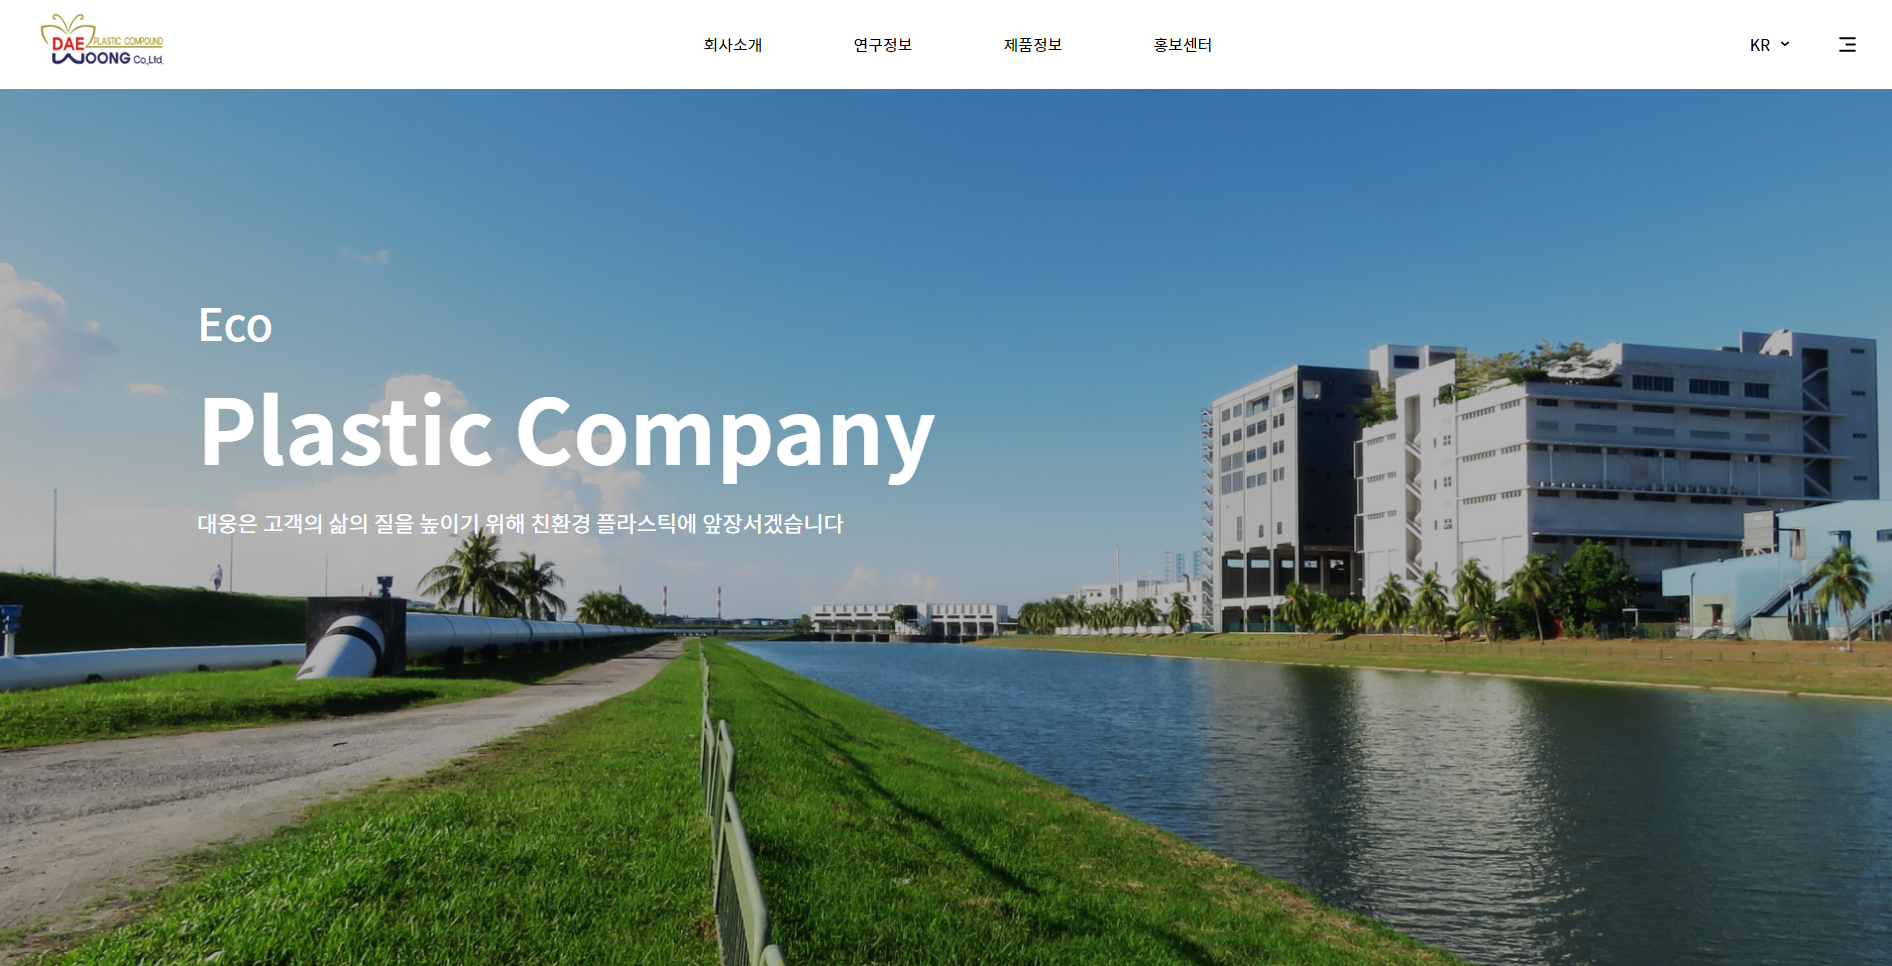 DAE PLASTIC COMPOUND
WOONG Co.,Ltd.
회사소개
연구정보
제품정보
홍보센터
KR
Eco
Plastic Company
대웅은 고객의 삶의 질을 높이기 위해 친환경 플라스틱에 앞장서겠습니다